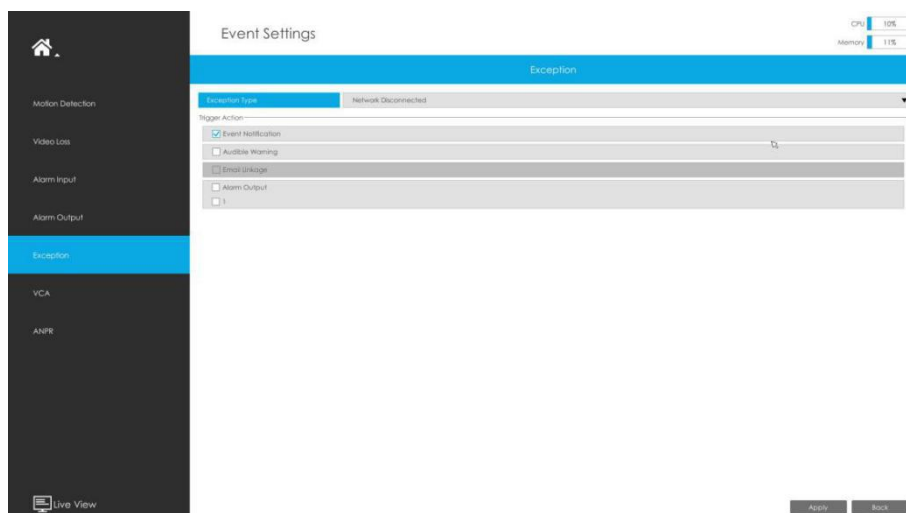 Event Settings
CPU 10%
Memory 11%
Exception
Motion Detection
Video Loss
Alarm Input
Alarm Output
Exception
VCA
ANPR
Live View
Exception Type Network Disconnected
Trigger Action
Event Notification
Audible Warning
Email Linkage
Alarm Output
1
Apply Back